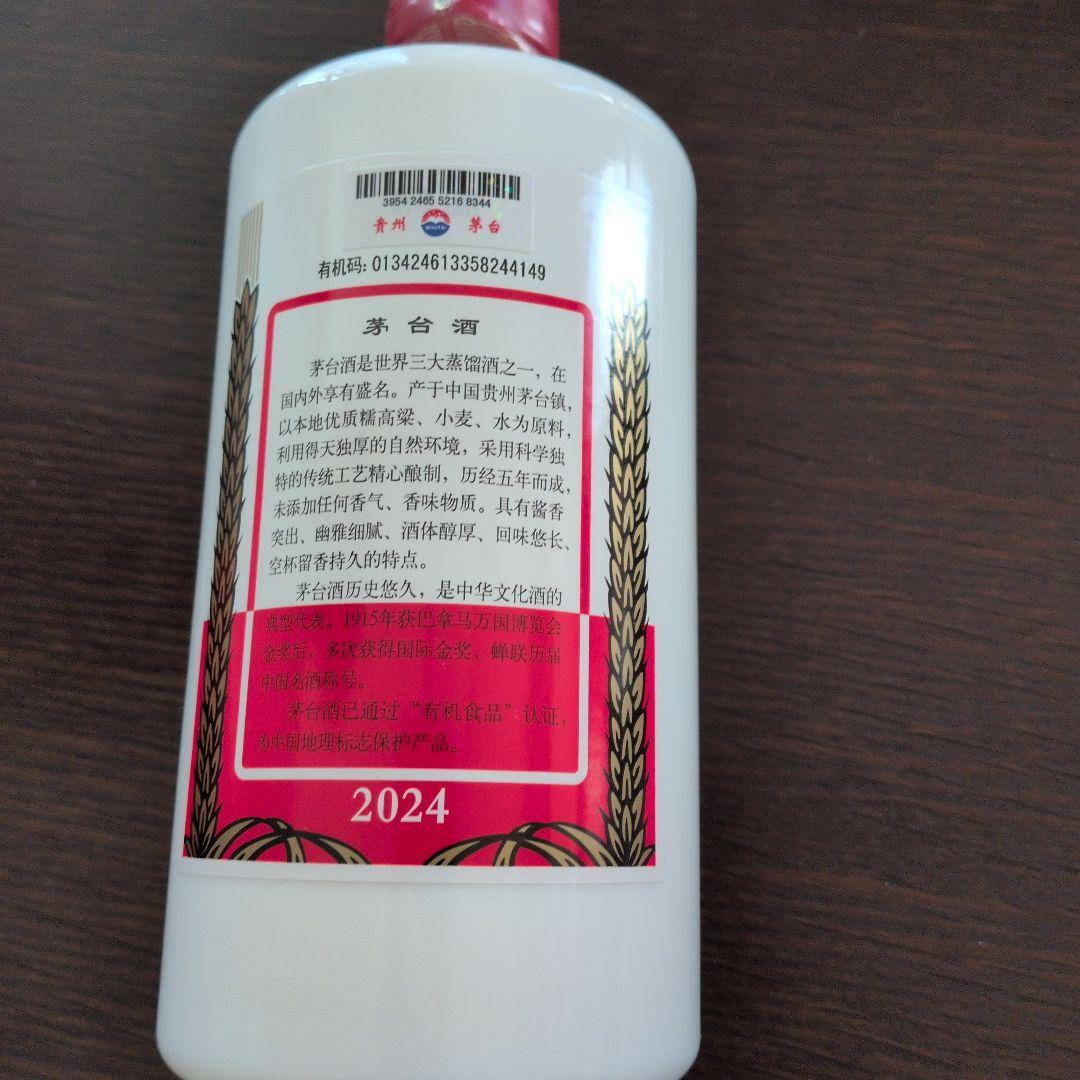 3954 2465 5216 8344
贵州 MOUTAI 茅台
有机码: 013424613358244149
茅台酒
茅台酒是世界三大蒸馏酒之一，在
国内外享有盛名。产于中国贵州茅台镇，
以本地优质糯高粱、小麦、水为原料，
利用得天独厚的自然环境，采用科学独
特的传统工艺精心酿制，历经五年而成，
未添加任何香气、香味物质。具有酱香
突出、幽雅细腻、酒体醇厚、回味悠长、
空杯留香持久的特点。
茅台酒历史悠久，是中华文化酒的
典型代表。1915年获巴拿马万国博览会
金奖后，多次获得国际金奖，蝉联历届
中国名酒称号。
茅台酒已通过“有机食品”认证，
为中国地理标志保护产品。
2024